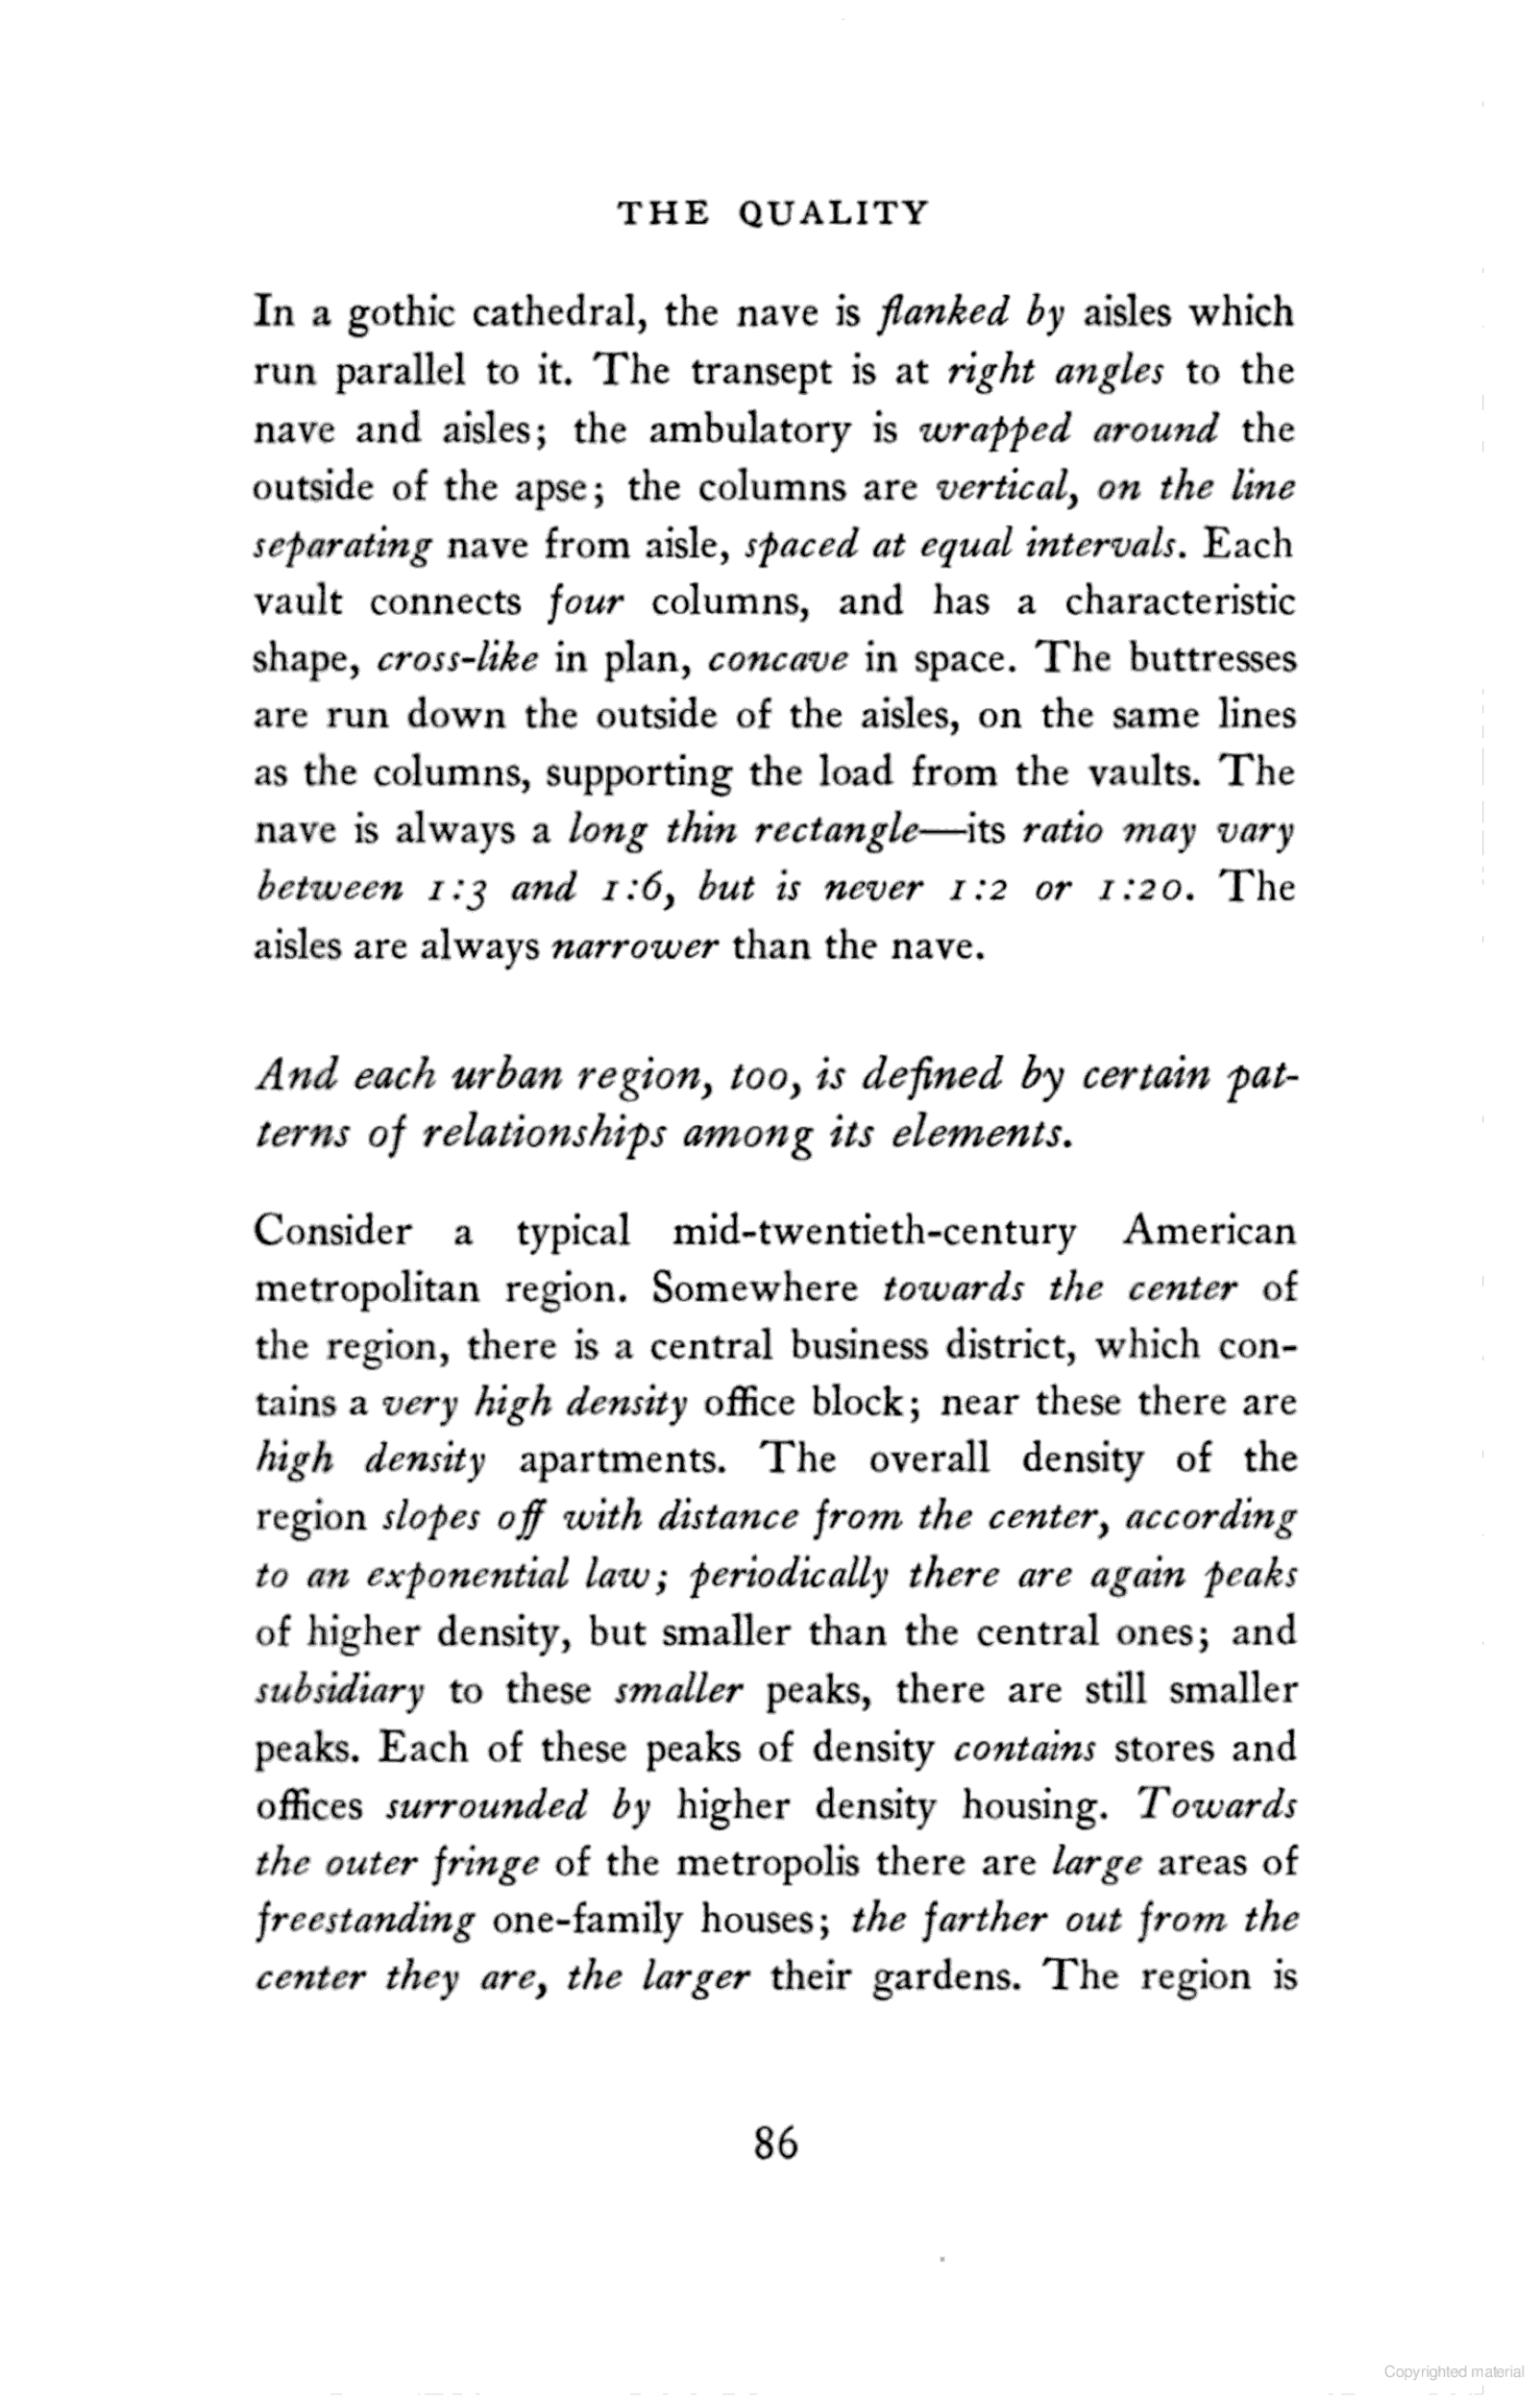 THE QUALITY
In a gothic cathedral, the nave is flanked by aisles which
run parallel to it. The transept is at right angles to the
nave and aisles; the ambulatory is wrapped around the
outside of the apse; the columns are vertical, on the line
separating nave from aisle, spaced at equal intervals. Each
vault connects four columns, and has a characteristic
shape, cross-like in plan, concave in space. The buttresses
are run down the outside of the aisles, on the same lines
as the columns, supporting the load from the vaults. The
nave is always a long thin rectangle—its ratio may vary
between 1:3 and 1:6, but is never 1:2 or 1:20. The
aisles are always narrower than the nave.
And each urban region, too, is defined by certain pat-
terns of relationships among its elements.
Consider a typical mid-twentieth-century American
metropolitan region. Somewhere towards the center of
the region, there is a central business district, which con-
tains a very high density office block; near these there are
high density apartments. The overall density of the
region slopes off with distance from the center, according
to an exponential law; periodically there are again peaks
of higher density, but smaller than the central ones; and
subsidiary to these smaller peaks, there are still smaller
peaks. Each of these peaks of density contains stores and
offices surrounded by higher density housing. Towards
the outer fringe of the metropolis there are large areas of
freestanding one-family houses; the farther out from the
center they are, the larger their gardens. The region is
86
Copyrighted material